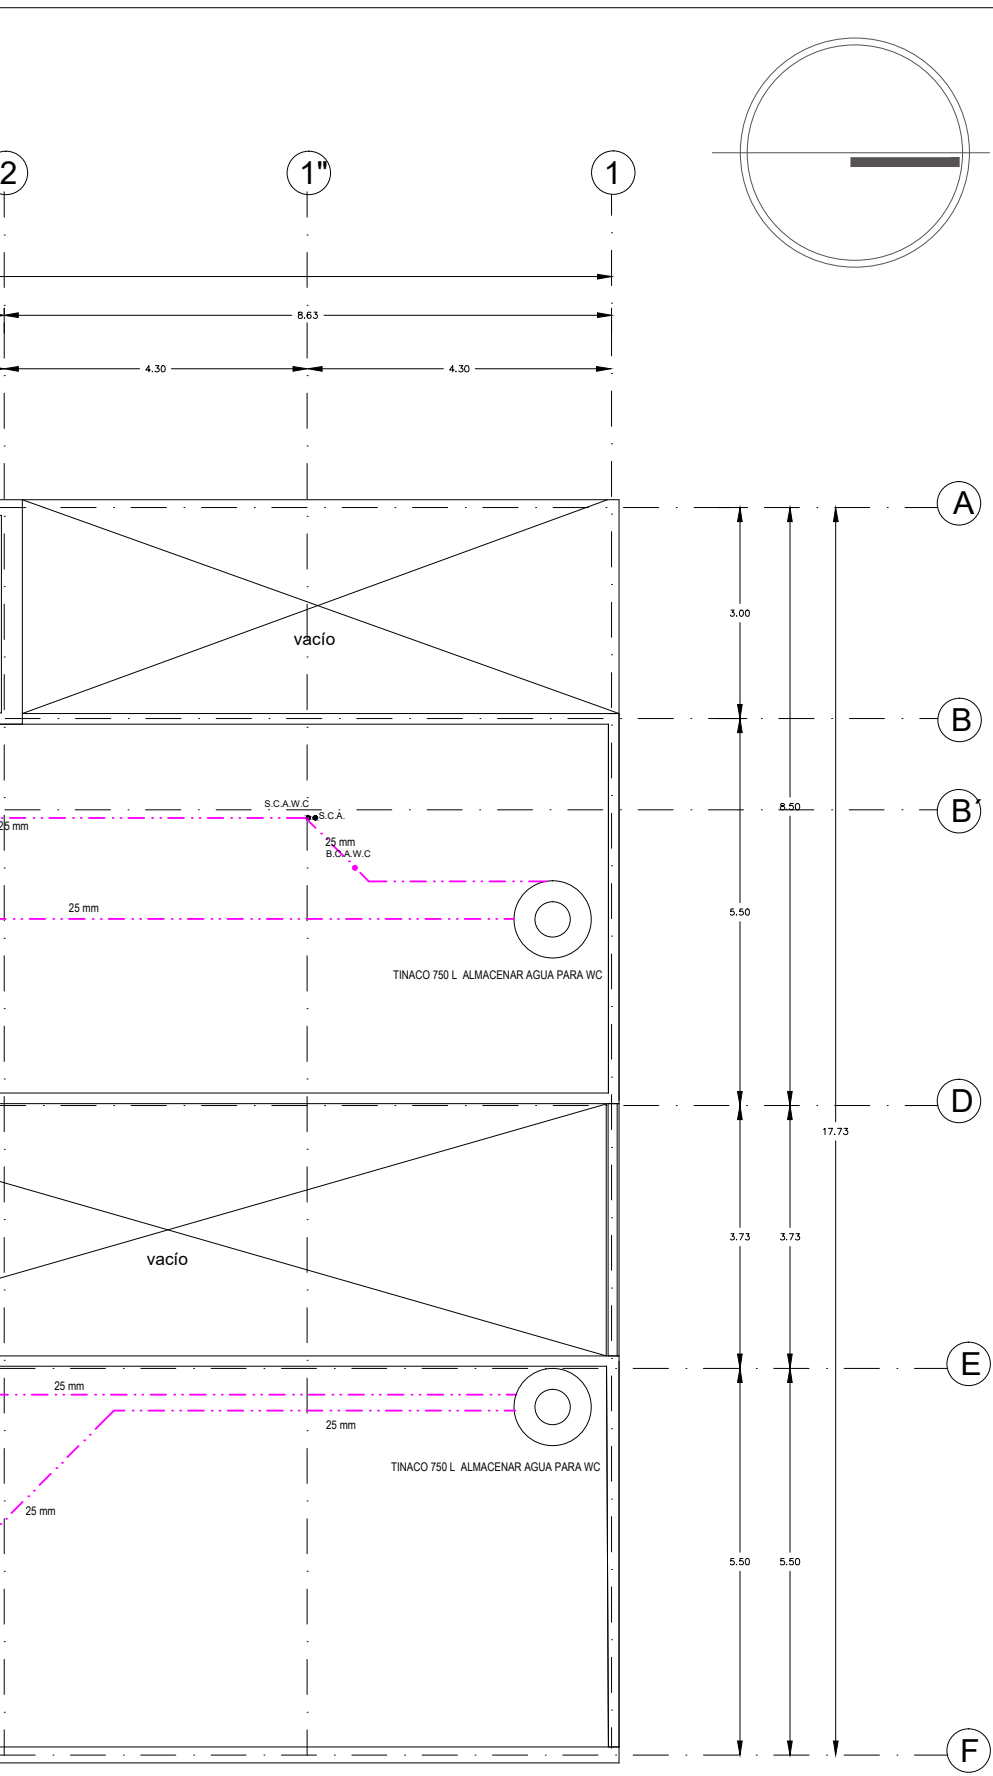 2
1"
1
8.63
4.30
4.30
A
3.00
vacío
B
S.C.A.W.C
S.C.A.
8.50
B´
25 mm
25 mm
B.C.A.W.C
25 mm
5.50
TINACO 750 L ALMACENAR AGUA PARA WC
D
17.73
3.73
3.73
vacío
E
25 mm
25 mm
TINACO 750 L ALMACENAR AGUA PARA WC
25 mm
5.50
5.50
F